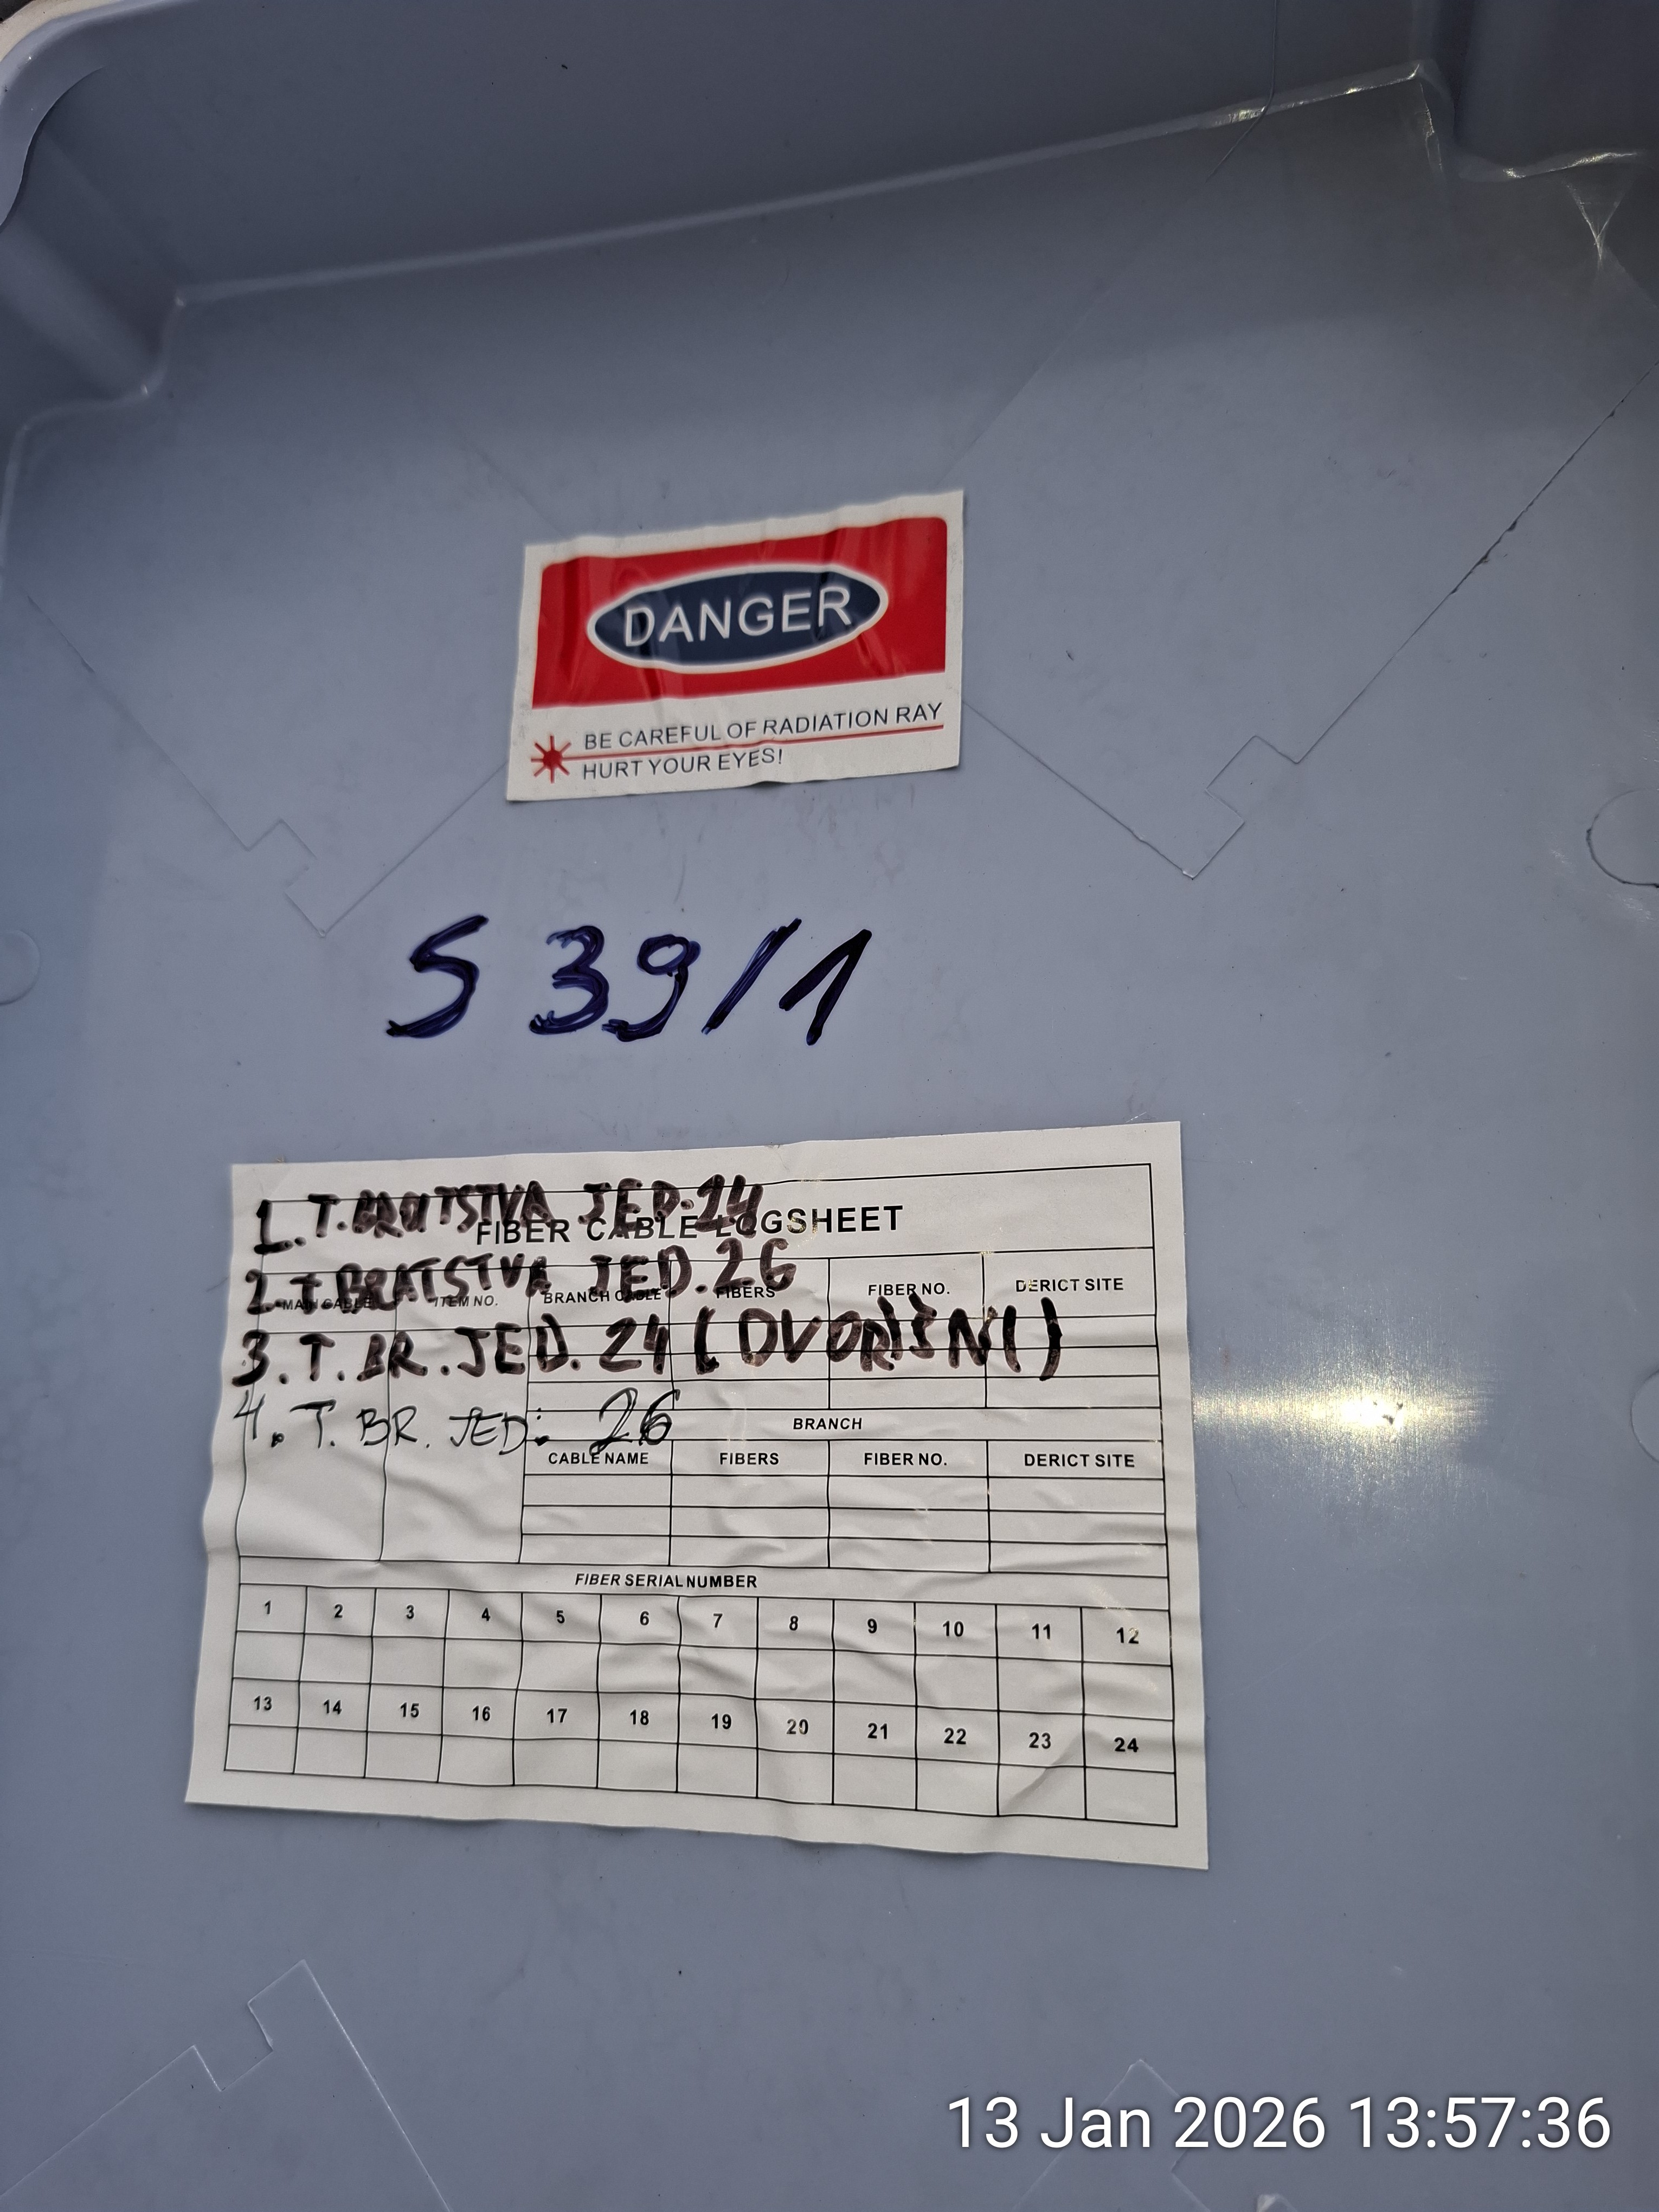 DANGER
BE CAREFUL OF RADIATION RAY
HURT YOUR EYES!
S 39/1
1. T. BRATSTVA JED. 24
FIBER CABLE LOGSHEET
2. T BRATSTVA JED. 26
MAIN CABLE ITEM NO. BRANCH CABLE FIBERS FIBER NO. DERICT SITE
3. T. BR. JED. 24 (DVORIŠNI)
4. T. BR. JED: 26
BRANCH
CABLE NAME FIBERS FIBER NO. DERICT SITE
FIBER SERIAL NUMBER
1 2 3 4 5 6 7 8 9 10 11 12
13 14 15 16 17 18 19 20 21 22 23 24
13 Jan 2026 13:57:36